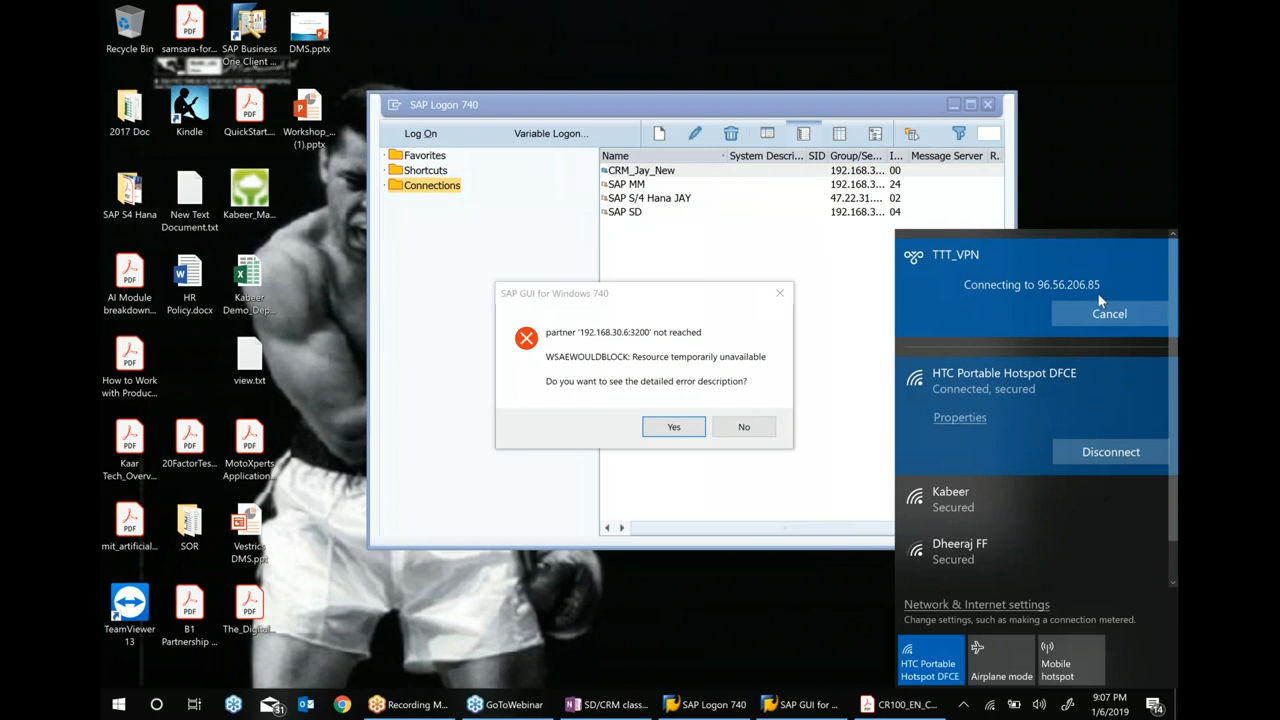 Recycle Bin
samsara-for...
SAP Business
One Client ...
DMS.pptx
2017 Doc
Kindle
QuickStart...
Workshop_...
(1).pptx
SAP S4 Hana
New Text
Document.txt
Kabeer_Ma...
AI Module
breakdown...
HR
Policy.docx
Kabeer
Demo_Dep...
How to Work
with Produc...
view.txt
Kaar
Tech_Overv...
20FactorTes...
MotoXperts
Application...
mit_artificial...
SOR
Vestrics
DMS.ppt
TeamViewer
13
B1
Partnership ...
The_Digital...
SAP Logon 740
Log On
Variable Logon...
Favorites
Shortcuts
Connections
Name System Descri... SID Group/Se... I... Message Server R.
CRM_Jay_New 192.168.3... 00
SAP MM 192.168.3... 24
SAP S/4 Hana JAY 47.22.31.... 02
SAP SD 192.168.3... 04
SAP GUI for Windows 740
partner '192.168.30.6:3200' not reached
WSAEWOULDBLOCK: Resource temporarily unavailable
Do you want to see the detailed error description?
Yes
No
TTT_VPN
Connecting to 96.56.206.85
Cancel
HTC Portable Hotspot DFCE
Connected, secured
Properties
Disconnect
Kabeer
Secured
Dheeraj FF
Secured
Network & Internet settings
Change settings, such as making a connection metered.
HTC Portable
Hotspot DFCE
Airplane mode
Mobile
hotspot
31
Recording M...
GoToWebinar
SD/CRM class...
SAP Logon 740
SAP GUI for ...
CR100_EN_C...
9:07 PM
1/6/2019
14